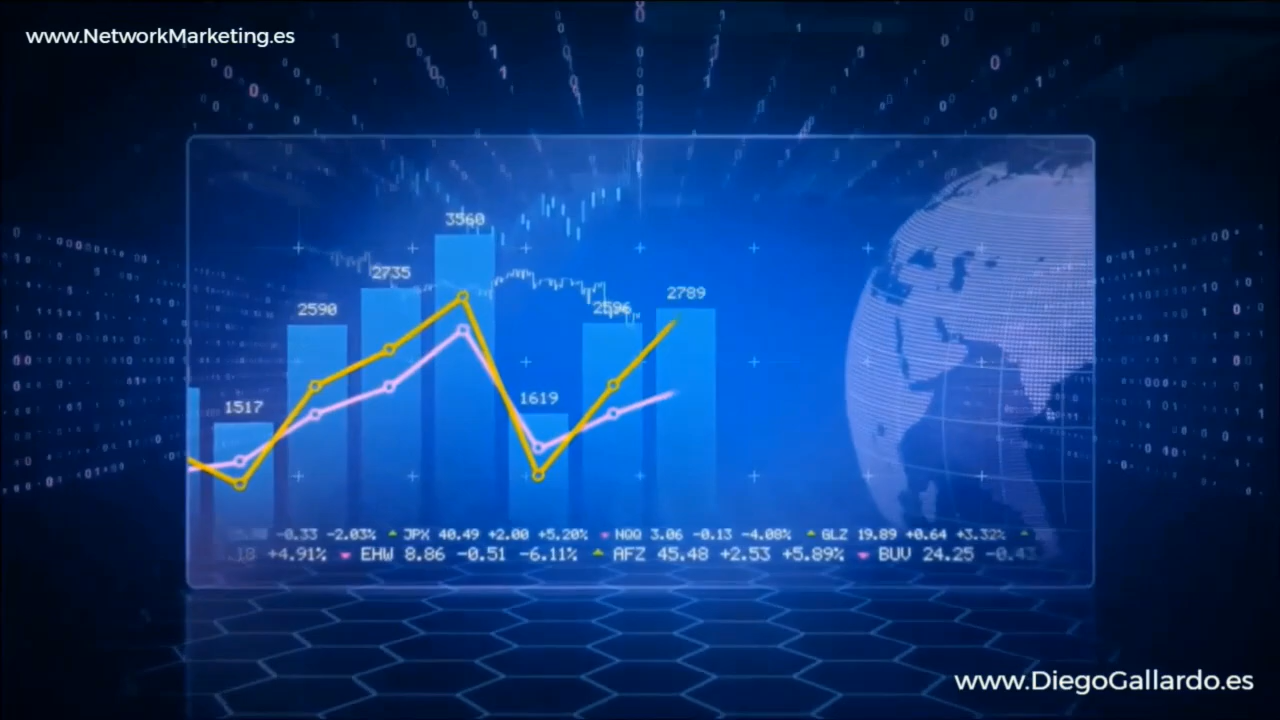 www.NetworkMarketing.es
3560
2735
2590
2596
2789
1517
1619
-0.33 -2.03% JPX 40.49 +2.00 +5.20% NQQ 3.06 -0.13 -4.08% GLZ 19.89 +0.64 +3.32%
+4.91% EHW 8.86 -0.51 -6.11% AFZ 45.48 +2.53 +5.89% BUV 24.25 -0.43
www.DiegoGallardo.es